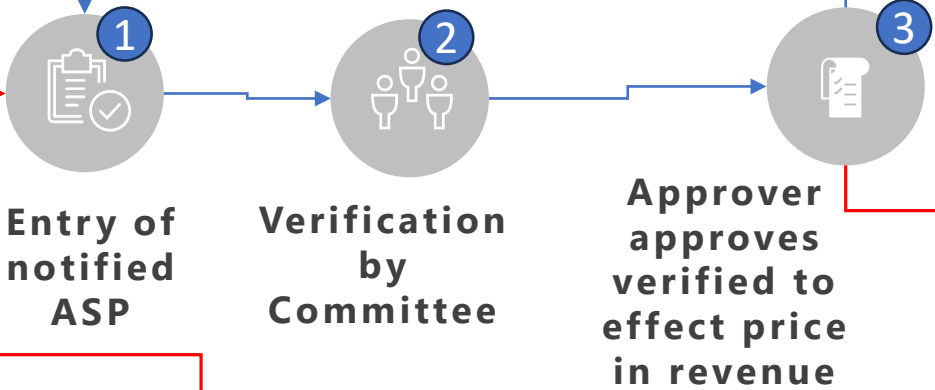 1
Entry of
notified
ASP
2
Verification
by
Committee
3
Approver
approves
verified to
effect price
in revenue